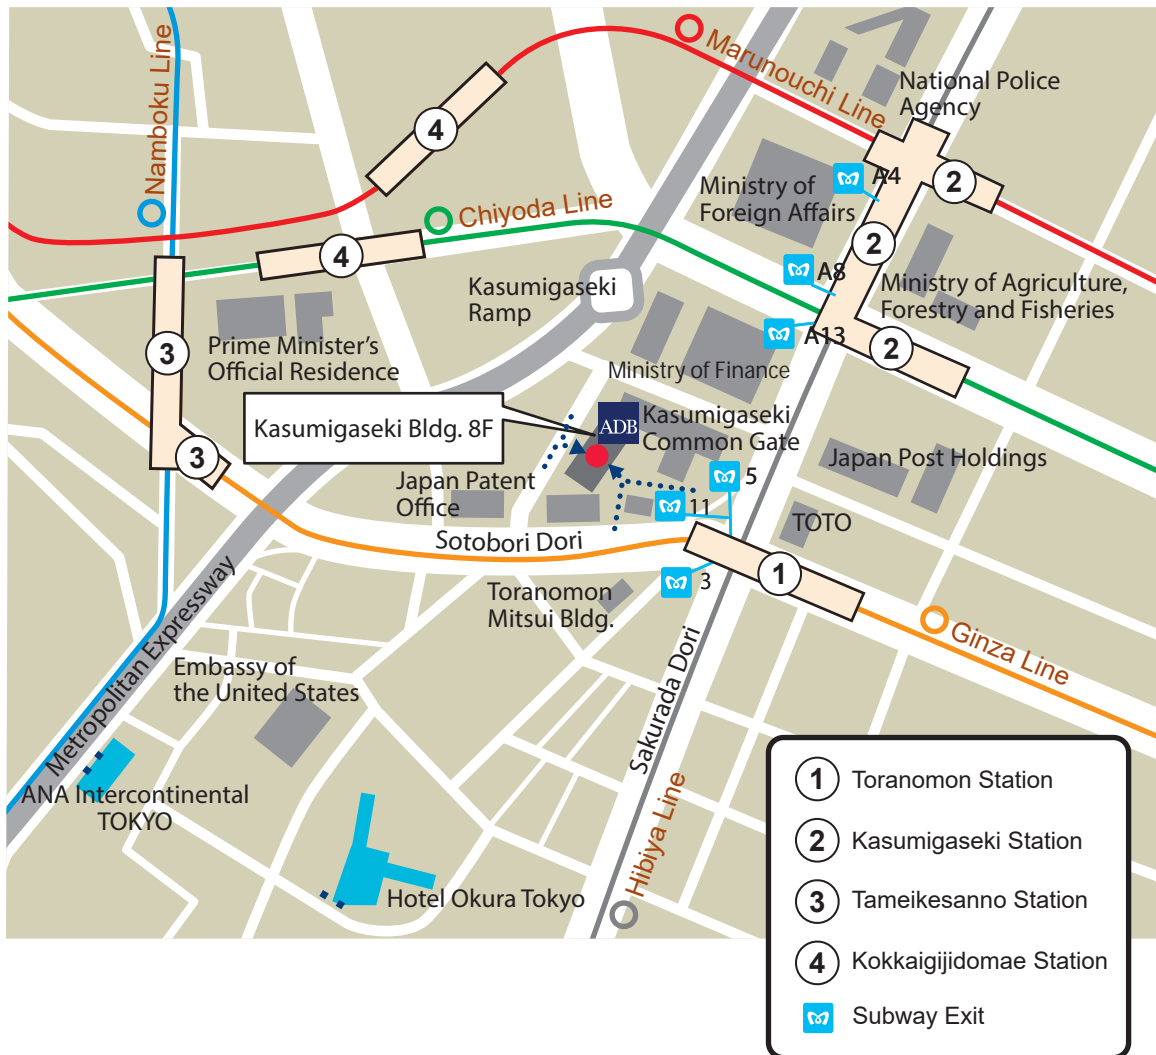 Namboku Line
Marunouchi Line
National Police
Agency
4
A4
2
Ministry of
Foreign Affairs
Chiyoda Line
2
4
A8
Kasumigaseki
Ramp
Ministry of Agriculture,
Forestry and Fisheries
A13
3
Prime Minister's
Official Residence
2
Ministry of Finance
Kasumigaseki Bldg. 8F
ADB
Kasumigaseki
Common Gate
3
Japan Patent
Office
5
Japan Post Holdings
11
TOTO
Sotobori Dori
1
3
Toranomon
Mitsui Bldg.
Ginza Line
Metropolitan Expressway
Embassy of
the United States
Sakurada Dori
ANA Intercontinental
TOKYO
Hibiya Line
Hotel Okura Tokyo
1 Toranomon Station
2 Kasumigaseki Station
3 Tameikesanno Station
4 Kokkaigijidomae Station
Subway Exit